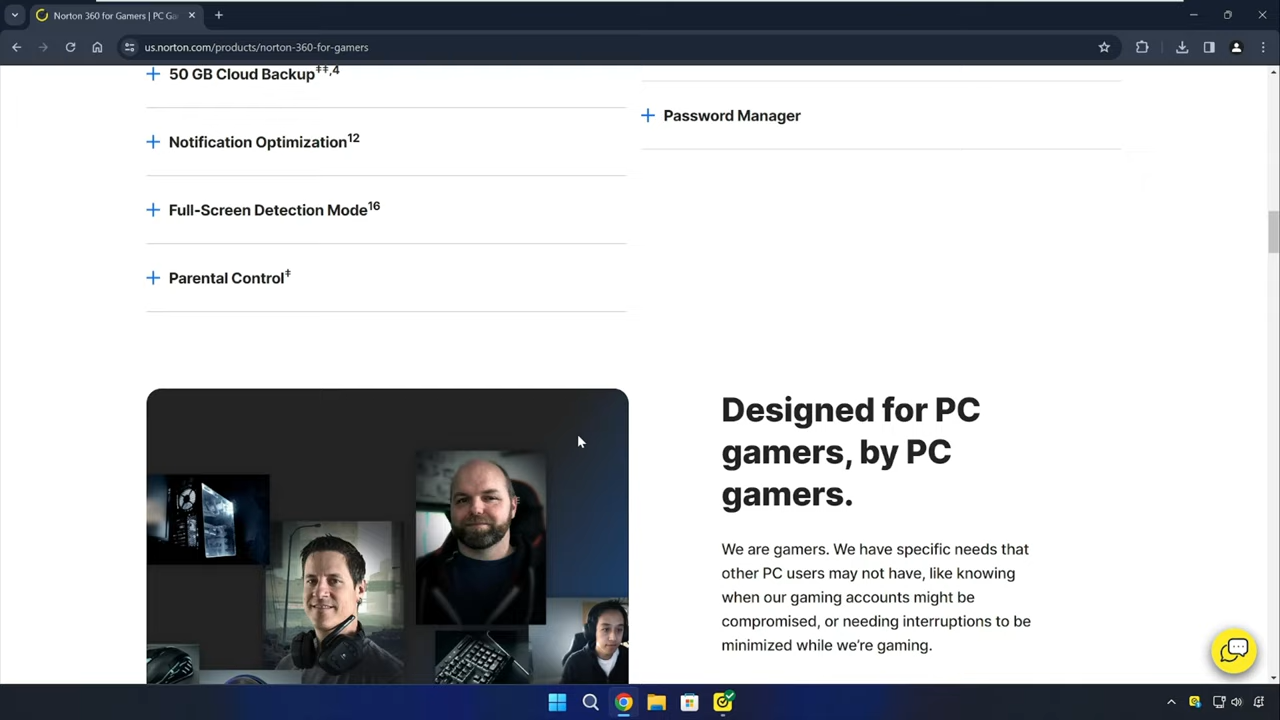 Norton 360 for Gamers | PC Ga
us.norton.com/products/norton-360-for-gamers
50 GB Cloud Backup‡‡,4
Notification Optimization12
Full-Screen Detection Mode16
Parental Control‡
Password Manager
Designed for PC
gamers, by PC
gamers.
We are gamers. We have specific needs that
other PC users may not have, like knowing
when our gaming accounts might be
compromised, or needing interruptions to be
minimized while we're gaming.